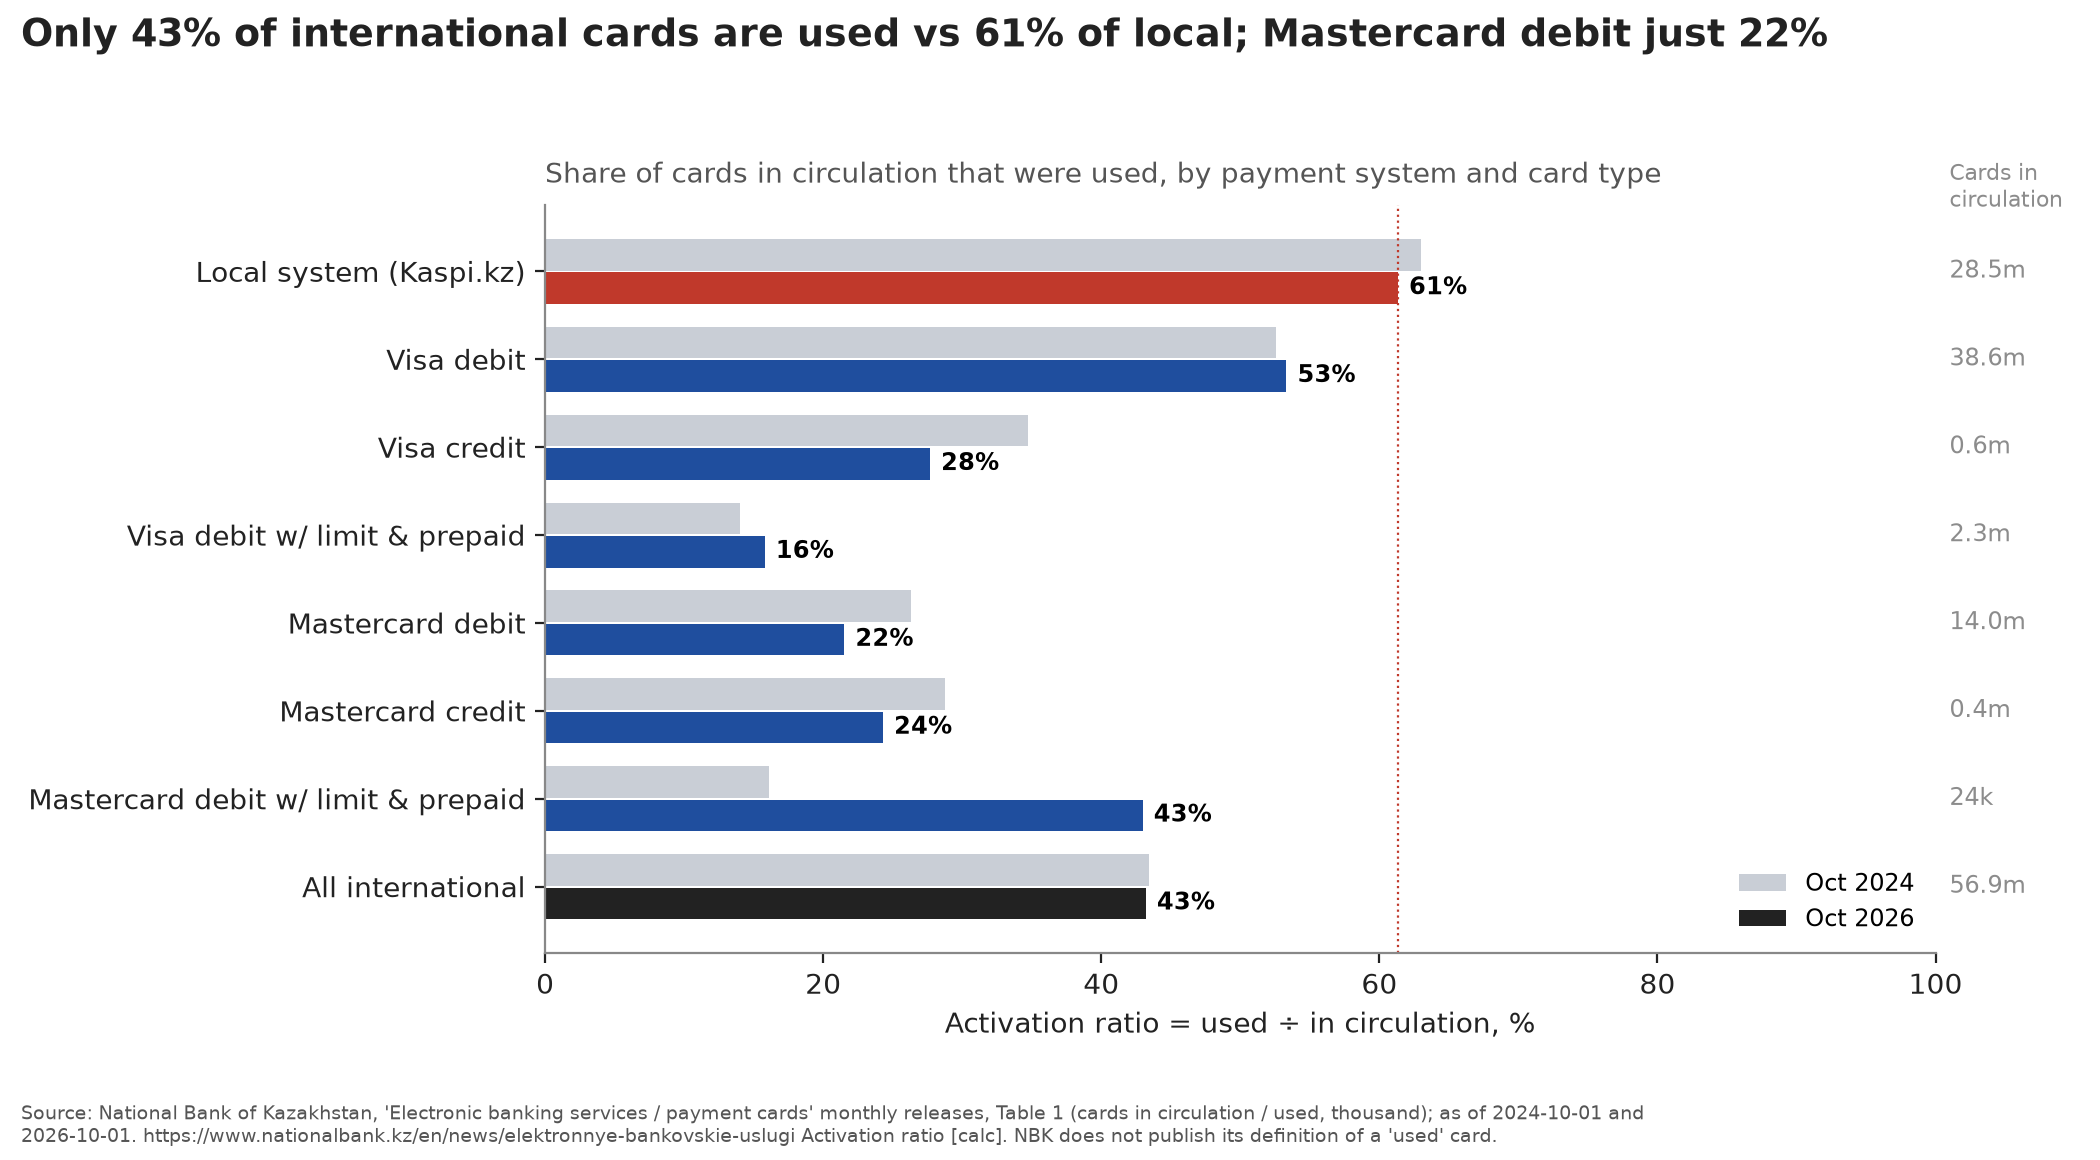 Only 43% of international cards are used vs 61% of local; Mastercard debit just 22%
Share of cards in circulation that were used, by payment system and card type
Cards in
circulation
Local system (Kaspi.kz)
61%
28.5m
Visa debit
53%
38.6m
Visa credit
28%
0.6m
Visa debit w/ limit & prepaid
16%
2.3m
Mastercard debit
22%
14.0m
Mastercard credit
24%
0.4m
Mastercard debit w/ limit & prepaid
43%
24k
All international
43%
56.9m
Oct 2024
Oct 2026
0 20 40 60 80 100
Activation ratio = used ÷ in circulation, %
Source: National Bank of Kazakhstan, 'Electronic banking services / payment cards' monthly releases, Table 1 (cards in circulation / used, thousand); as of 2024-10-01 and
2026-10-01. https://www.nationalbank.kz/en/news/elektronnye-bankovskie-uslugi Activation ratio [calc]. NBK does not publish its definition of a 'used' card.